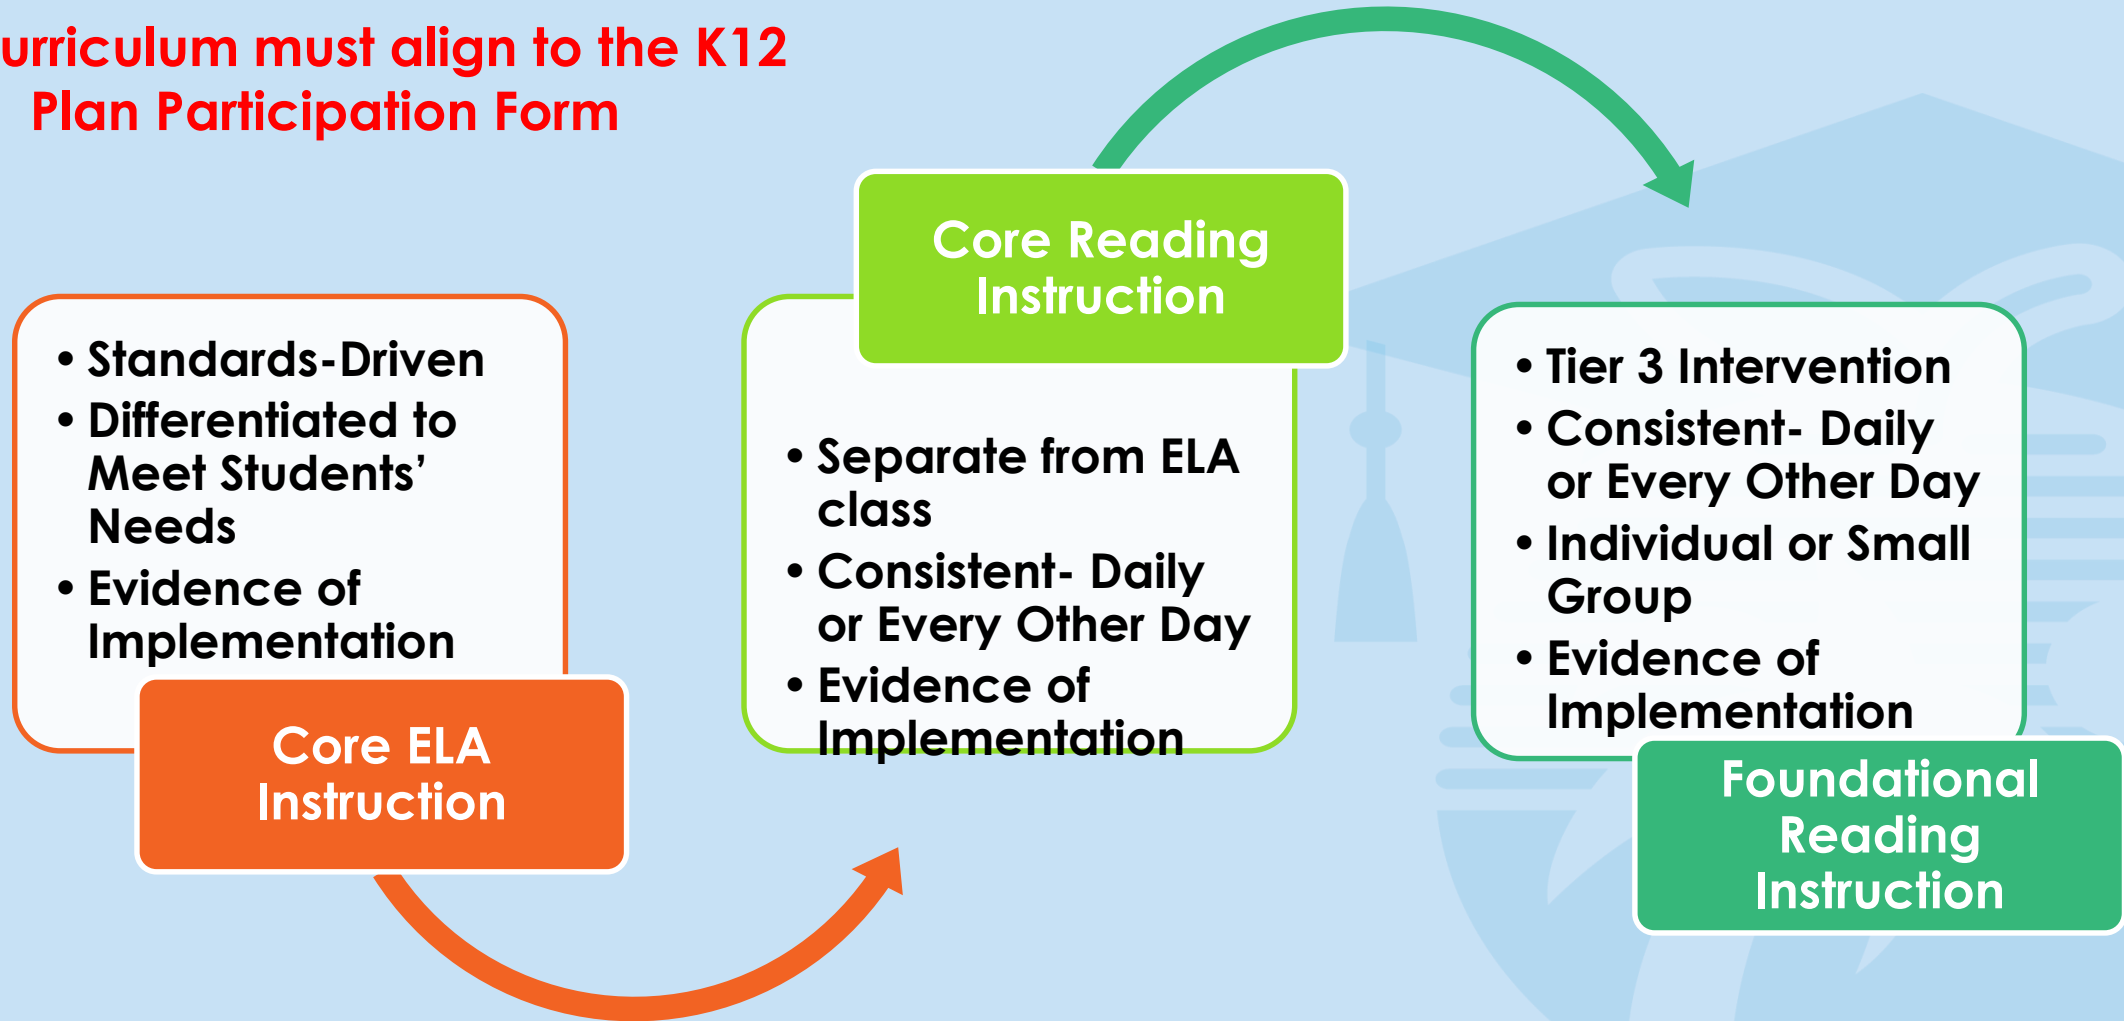 urriculum must align to the K12
Plan Participation Form
• Standards-Driven
• Differentiated to
Meet Students’
Needs
• Evidence of
Implementation
Core ELA
Instruction
Core Reading
Instruction
• Separate from ELA
class
• Consistent- Daily
or Every Other Day
• Evidence of
Implementation
• Tier 3 Intervention
• Consistent- Daily
or Every Other Day
• Individual or Small
Group
• Evidence of
Implementation
Foundational
Reading
Instruction